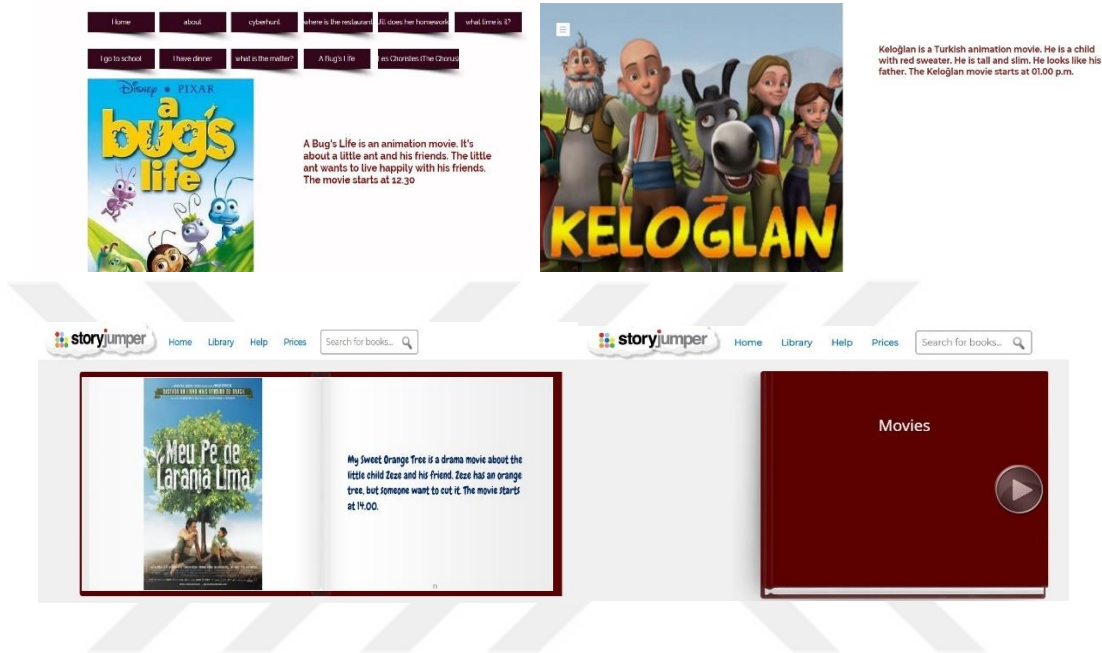 Home
about
cyberhunt
where is the restaurant
Jill does her homework
what time is it?
I go to school
I have dinner
what is the matter?
A Bug's Life
Les Choristes (The Chorus)
DISNEY • PIXAR
a
bug's
life
A Bug's Lİfe is an animation movie. It's
about a little ant and his friends. The little
ant wants to live happily with his friends.
The movie starts at 12.30
KELOĞLAN
Keloğlan is a Turkish animation movie. He is a child
with red sweater. He is tall and slim. He looks like his
father. The Keloğlan movie starts at 01.00 p.m.
storyjumper
Home Library Help Prices Search for books...
MEU PÉ DE
LARANJA LIMA
My Sweet Orange Tree is a drama movie about the
little child Zeze and his friend. Zeze has an orange
tree, but someone want to cut it. The movie starts
at 14.00.
storyjumper
Home Library Help Prices Search for books...
Movies